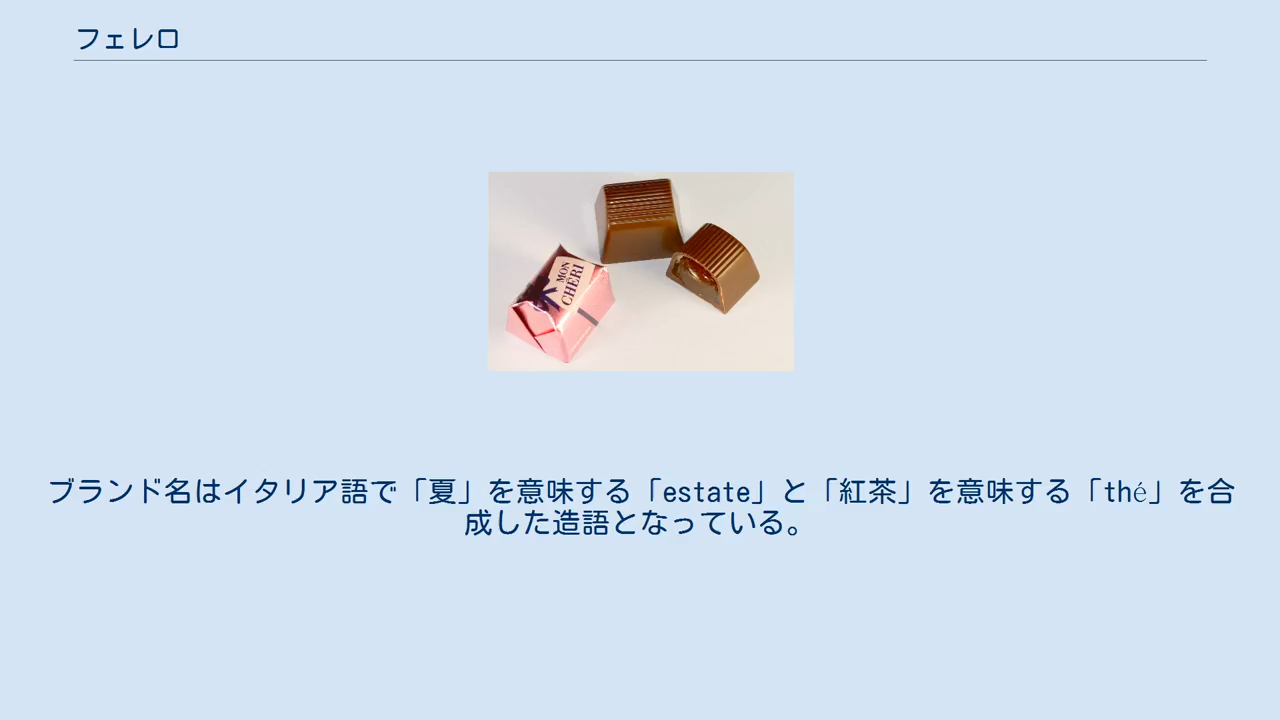 フェレロ
MON
CHERI
ブランド名はイタリア語で「夏」を意味する「estate」と「紅茶」を意味する「thé」を合
成した造語となっている。